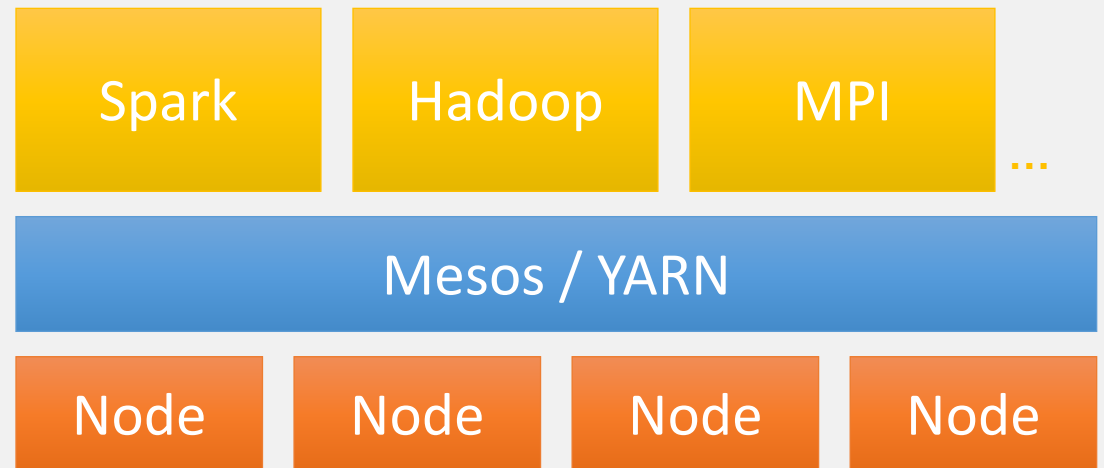 Spark Hadoop MPI ...
Mesos / YARN
Node Node Node Node